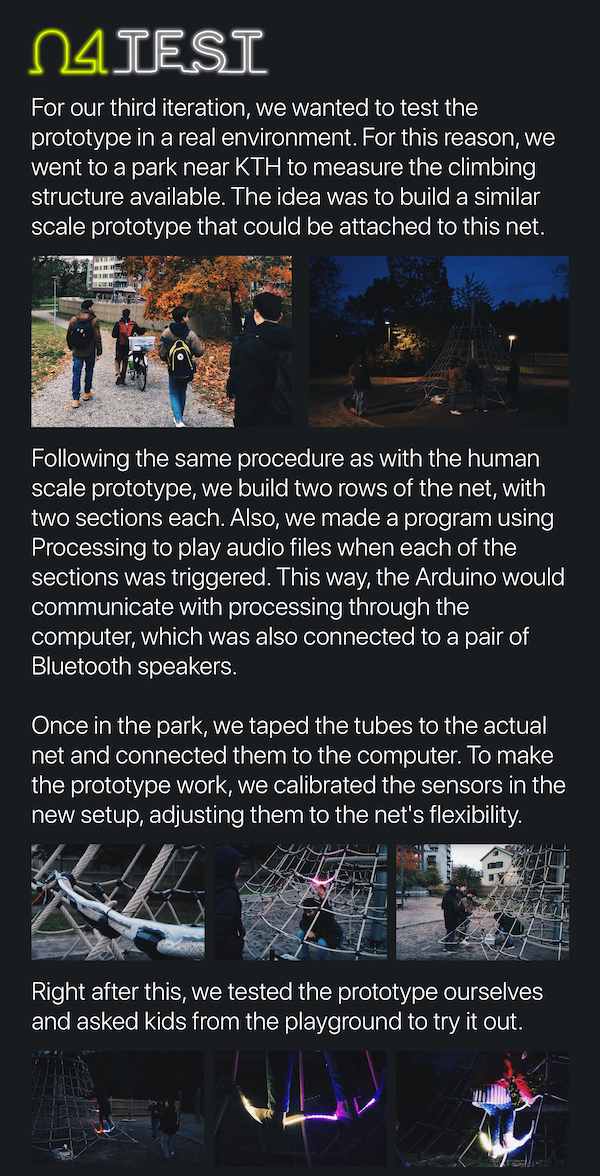 04 TEST
For our third iteration, we wanted to test the
prototype in a real environment. For this reason, we
went to a park near KTH to measure the climbing
structure available. The idea was to build a similar
scale prototype that could be attached to this net.
Following the same procedure as with the human
scale prototype, we build two rows of the net, with
two sections each. Also, we made a program using
Processing to play audio files when each of the
sections was triggered. This way, the Arduino would
communicate with processing through the
computer, which was also connected to a pair of
Bluetooth speakers.
Once in the park, we taped the tubes to the actual
net and connected them to the computer. To make
the prototype work, we calibrated the sensors in the
new setup, adjusting them to the net's flexibility.
Right after this, we tested the prototype ourselves
and asked kids from the playground to try it out.